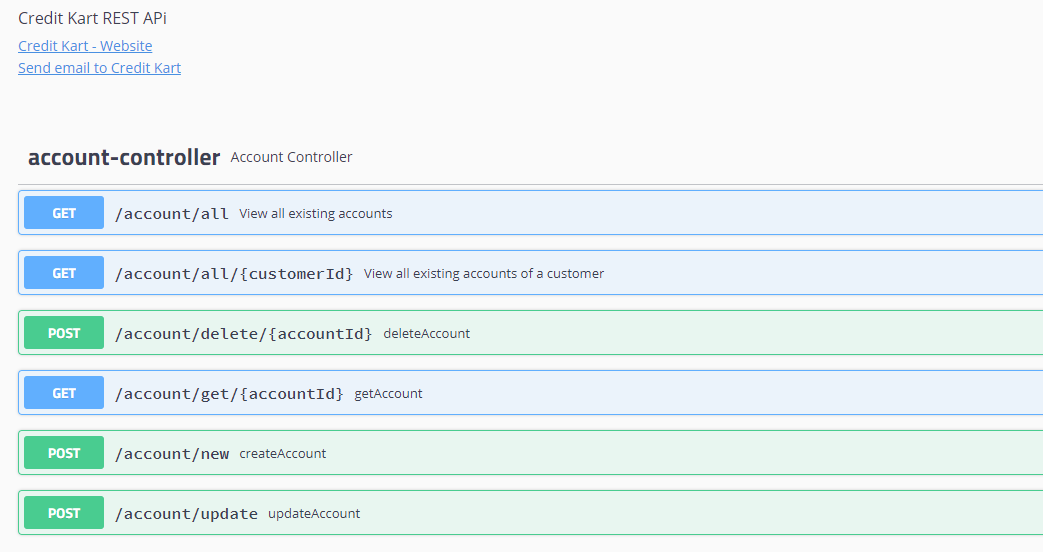 Credit Kart REST APi
Credit Kart - Website
Send email to Credit Kart
account-controller Account Controller
GET /account/all View all existing accounts
GET /account/all/{customerId} View all existing accounts of a customer
POST /account/delete/{accountId} deleteAccount
GET /account/get/{accountId} getAccount
POST /account/new createAccount
POST /account/update updateAccount